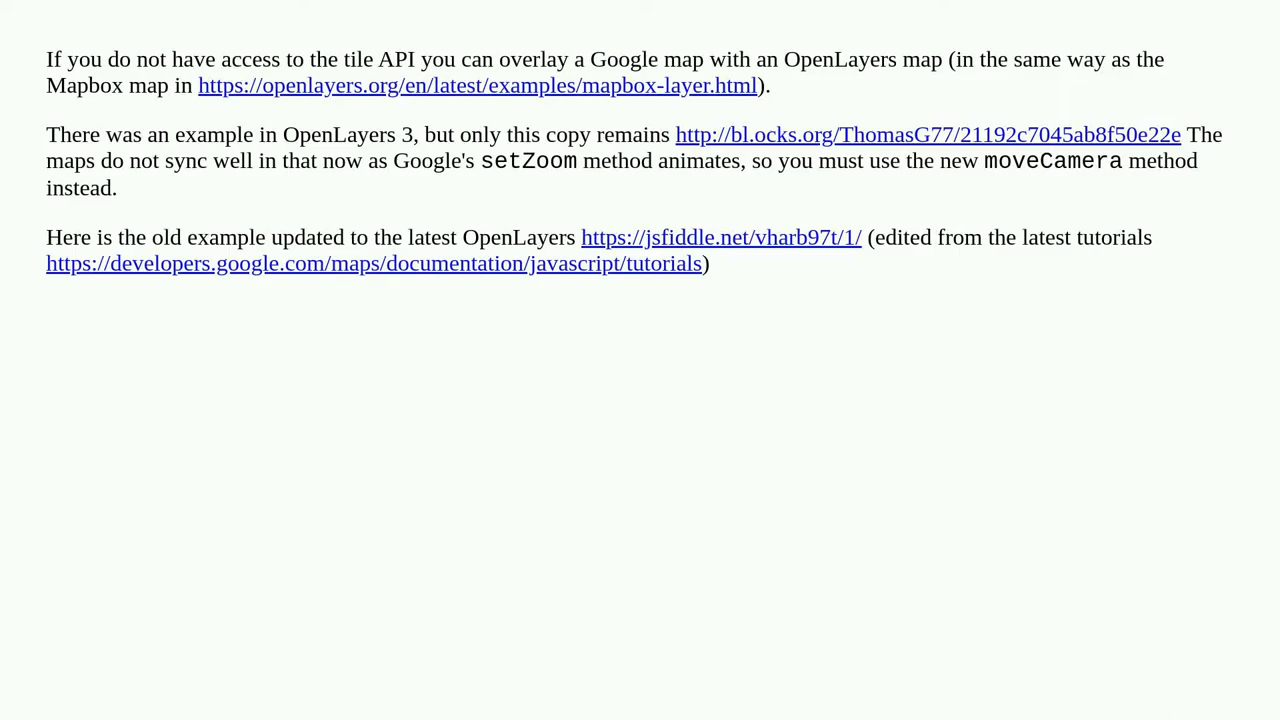 If you do not have access to the tile API you can overlay a Google map with an OpenLayers map (in the same way as the
Mapbox map in https://openlayers.org/en/latest/examples/mapbox-layer.html).
There was an example in OpenLayers 3, but only this copy remains http://bl.ocks.org/ThomasG77/21192c7045ab8f50e22e The
maps do not sync well in that now as Google's setZoom method animates, so you must use the new moveCamera method
instead.
Here is the old example updated to the latest OpenLayers https://jsfiddle.net/vharb97t/1/ (edited from the latest tutorials
https://developers.google.com/maps/documentation/javascript/tutorials)